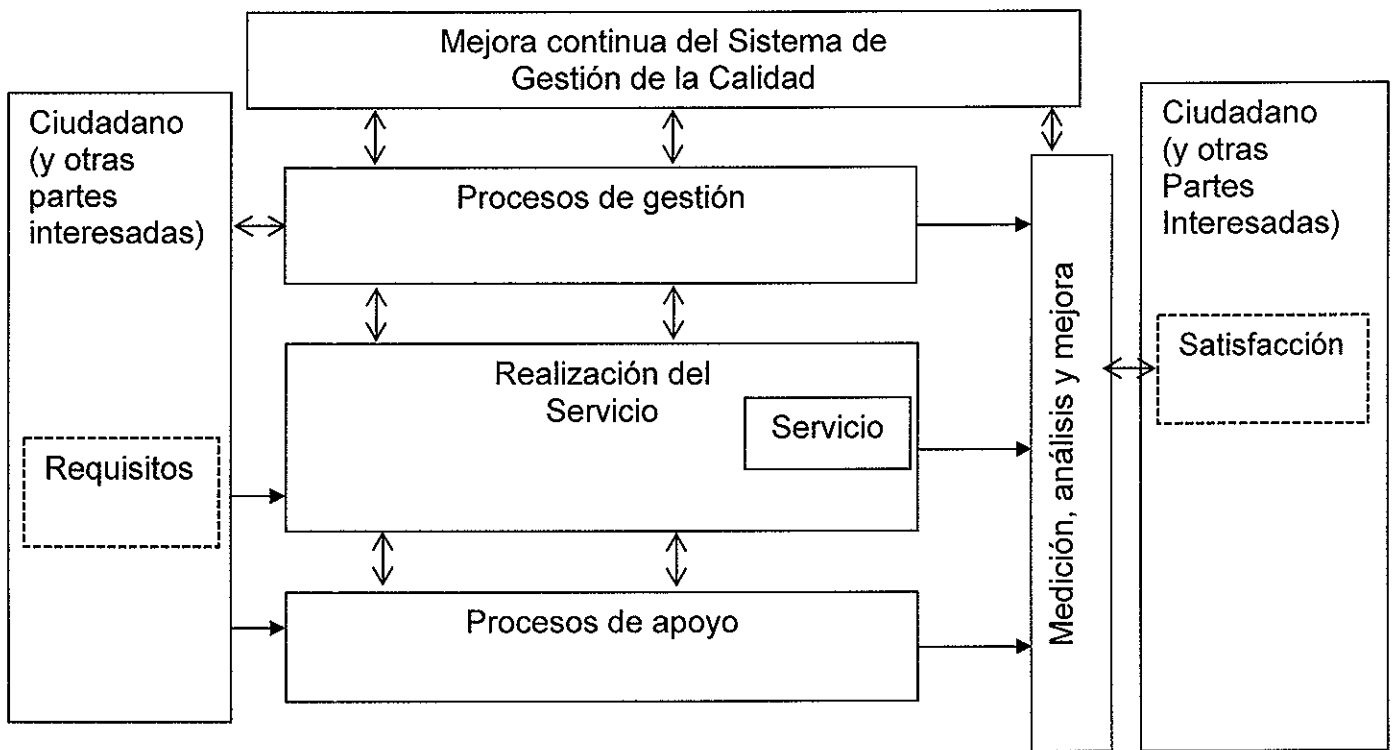 Mejora continua del Sistema de
Gestión de la Calidad
Ciudadano
(y otras
partes
interesadas)
Requisitos
Procesos de gestión
Realización del
Servicio
Servicio
Procesos de apoyo
Medición, análisis y mejora
Ciudadano
(y otras
Partes
Interesadas)
Satisfacción